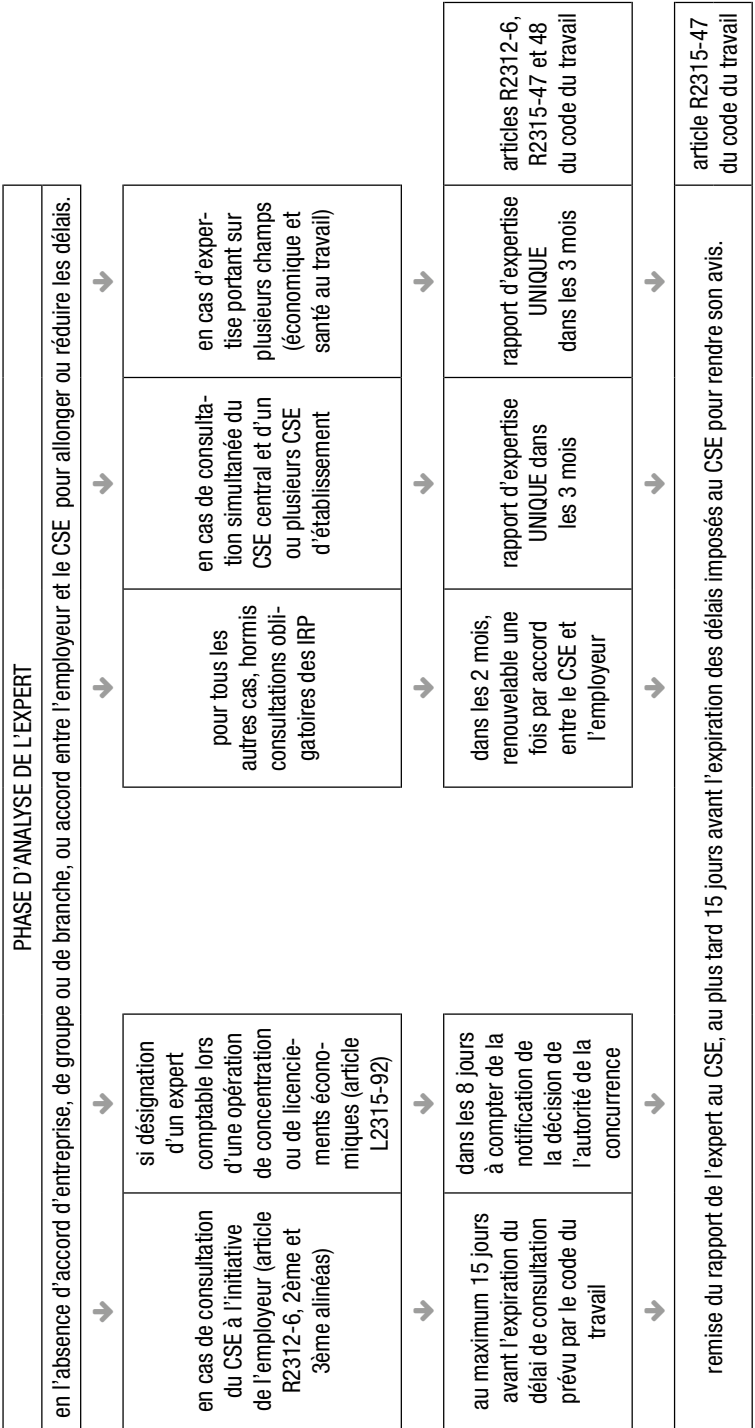 PHASE D'ANALYSE DE L'EXPERT
en l'absence d'accord d'entreprise, de groupe ou de branche, ou accord entre l'employeur et le CSE pour allonger ou réduire les délais.
en cas de consultation
du CSE à l'initiative
de l'employeur (article
R2312-6, 2ème et
3ème alinéas)
si désignation
d'un expert
comptable lors
d'une opération
de concentration
ou de licencie-
ments écono-
miques (article
L2315-92)
pour tous les
autres cas, hormis
consultations obli-
gatoires des IRP
en cas de consulta-
tion simultanée du
CSE central et d'un
ou plusieurs CSE
d'établissement
en cas d'exper-
tise portant sur
plusieurs champs
(économique et
santé au travail)
au maximum 15 jours
avant l'expiration du
délai de consultation
prévu par le code du
travail
dans les 8 jours
à compter de la
notification de
la décision de
l'autorité de la
concurrence
dans les 2 mois,
renouvelable une
fois par accord
entre le CSE et
l'employeur
rapport d'expertise
UNIQUE dans
les 3 mois
rapport d'expertise
UNIQUE
dans les 3 mois
articles R2312-6,
R2315-47 et 48
du code du travail
remise du rapport de l'expert au CSE, au plus tard 15 jours avant l'expiration des délais imposés au CSE pour rendre son avis.
article R2315-47
du code du travail